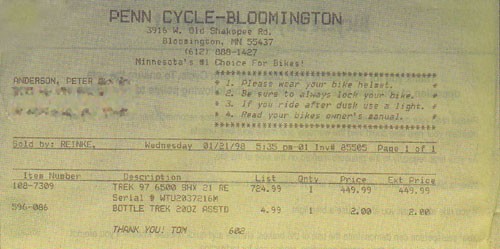 PENN CYCLE-BLOOMINGTON
3916 W. Old Shakopee Rd.
Bloomington, MN 55437
(612) 888-1427
Minnesota's #1 Choice For Bikes!
ANDERSON, PETER
* 1. Please wear your bike helmet. *
* 2. Be sure to always lock your bike. *
* 3. If you ride after dusk use a light. *
* 4. Read your bikes owner's manual. *
Sold by: REINKE, Wednesday 01/21/98 5:35 pm-01 Inv# 85505 Page 1 of 1
Item Number Description List Qnty Price Ext Price
108-7309 TREK 97 6500 BHX 21 RE 724.99 1 449.99 449.99
Serial # WTU2037216M
596-086 BOTTLE TREK 20OZ ASSTD 4.99 1 2.00 2.00
THANK YOU! TOM 602